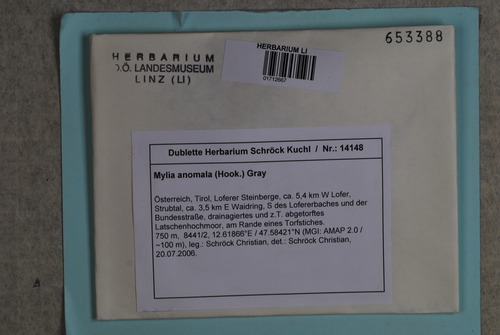 653388
HERBARIUM
O.Ö. LANDESMUSEUM
LINZ (LI)
HERBARIUM LI
01712667
Dublette Herbarium Schröck Kuchl / Nr.: 14148
Mylia anomala (Hook.) Gray
Österreich, Tirol, Loferer Steinberge, ca. 5,4 km W Lofer,
Strubtal, ca. 3,5 km E Waidring, S des Lofererbaches und der
Bundesstraße, drainagiertes und z.T. abgetorftes
Latschenhochmoor, am Rande eines Torfstiches.
750 m, 8441/2, 12.61866°E / 47.58421°N (MGI: AMAP 2.0 /
~100 m), leg.: Schröck Christian, det.: Schröck Christian,
20.07.2006.